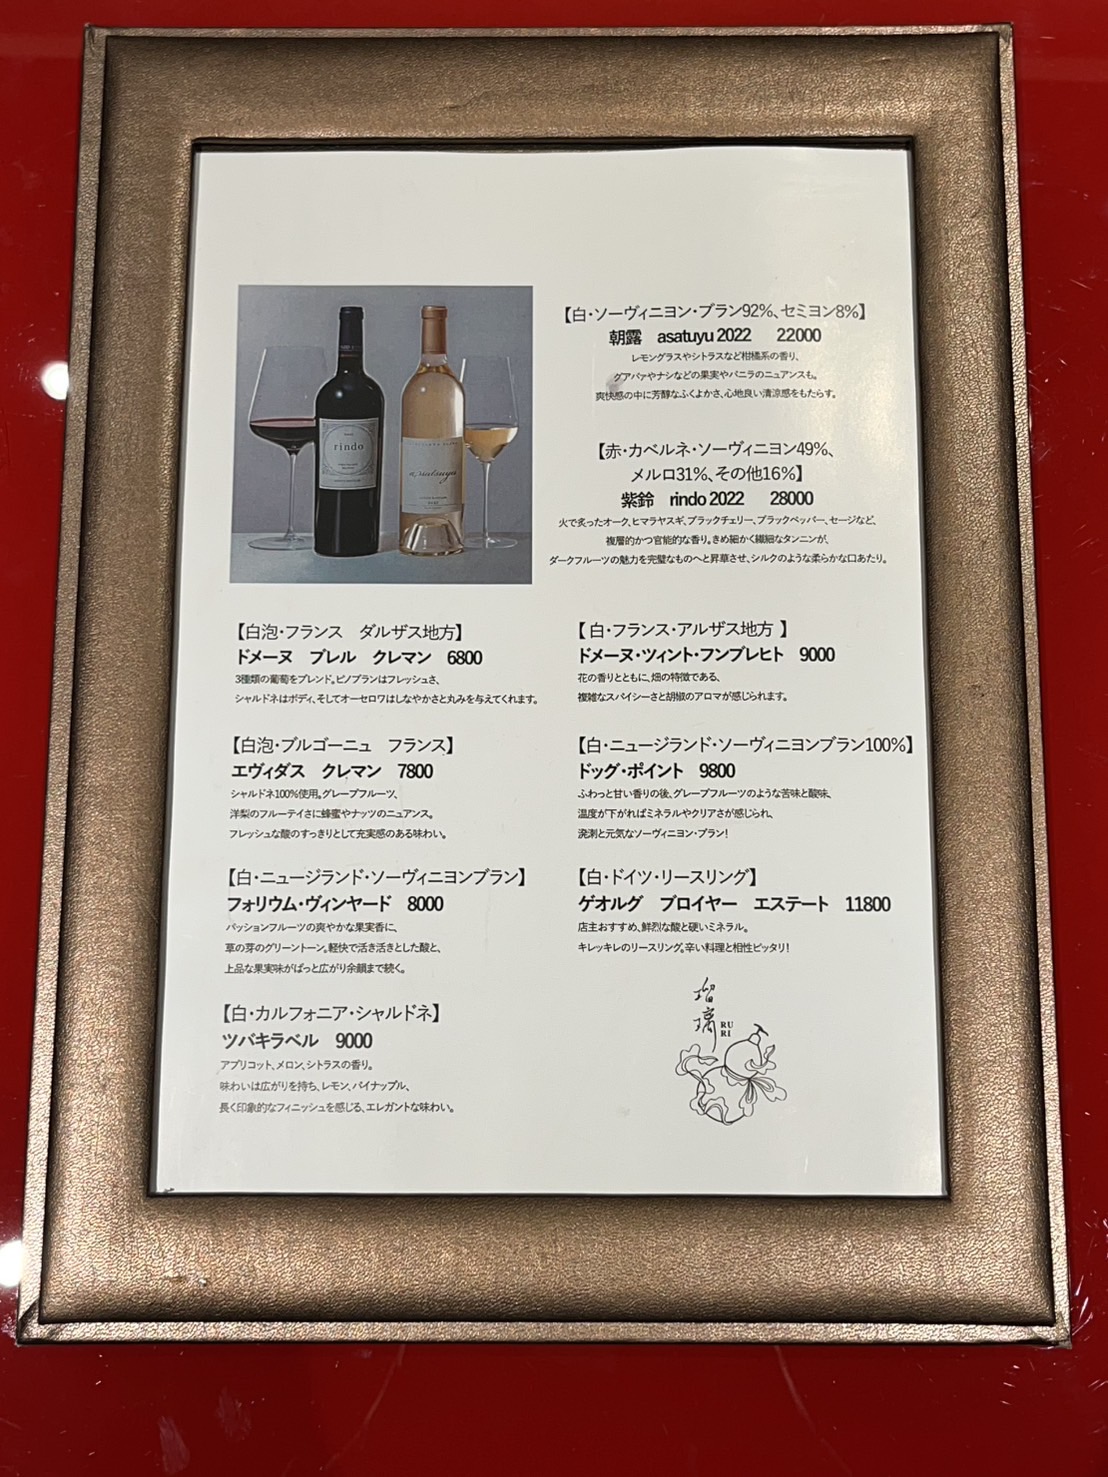 rindo
【白・ソーヴィニヨン・ブラン92%、セミヨン8%】
朝露　asatuyu 2022　22000
レモングラスやシトラスなど柑橘系の香り、
グアバァやナシなどの果実やバニラのニュアンスも。
爽快感の中に芳醇なふくよかさ、心地良い清涼感をもたらす。
【赤・カベルネ・ソーヴィニヨン49%、
メルロ31%、その他16%】
紫鈴　rindo 2022　28000
火で炙ったオーク、ヒマラヤスギ、ブラックチェリー、ブラックペッパー、セージなど、
複層的かつ官能的な香り。きめ細かく繊細なタンニンが、
ダークフルーツの魅力を完璧なものへと昇華させ、シルクのような柔らかな口あたり。
【白泡・フランス　ダルザス地方】
ドメーヌ　ブレル　クレマン　6800
3種類の葡萄をブレンド。ピノブランはフレッシュさ、
シャルドネはボディ、そしてオーセロワはしなやかさと丸みを与えてくれます。
【白泡・ブルゴーニュ　フランス】
エヴィダス　クレマン　7800
シャルドネ100%使用。グレープフルーツ、
洋梨のフルーテイさに蜂蜜やナッツのニュアンス。
フレッシュな酸のすっきりとして充実感のある味わい。
【白・ニュージランド・ソーヴィニヨンブラン】
フォリウム・ヴィンヤード　8000
パッションフルーツの爽やかな果実香に、
草の芽のグリーントーン。軽快で活き活きとした酸と、
上品な果実味がぱっと広がり余韻まで続く。
【白・カルフォニア・シャルドネ】
ツバキラベル　9000
アプリコット、メロン、シトラスの香り。
味わいは広がりを持ち、レモン、パイナップル、
長く印象的なフィニッシュを感じる、エレガントな味わい。
【 白・フランス・アルザス地方 】
ドメーヌ・ツィント・フンブレヒト　9000
花の香りとともに、畑の特徴である、
複雑なスパイシーさと胡椒のアロマが感じられます。
【白・ニュージランド・ソーヴィニヨンブラン100%】
ドッグ・ポイント　9800
ふわっと甘い香りの後、グレープフルーツのような苦味と酸味、
温度が下がればミネラルやクリアさが感じられ、
溌溂と元気なソーヴィニヨン・ブラン!
【白・ドイツ・リースリング】
ゲオルグ　ブロイヤー　エステート　11800
店主おすすめ、鮮烈な酸と硬いミネラル。
キレッキレのリースリング。辛い料理と相性ピッタリ!
瑠璃
RU
RI